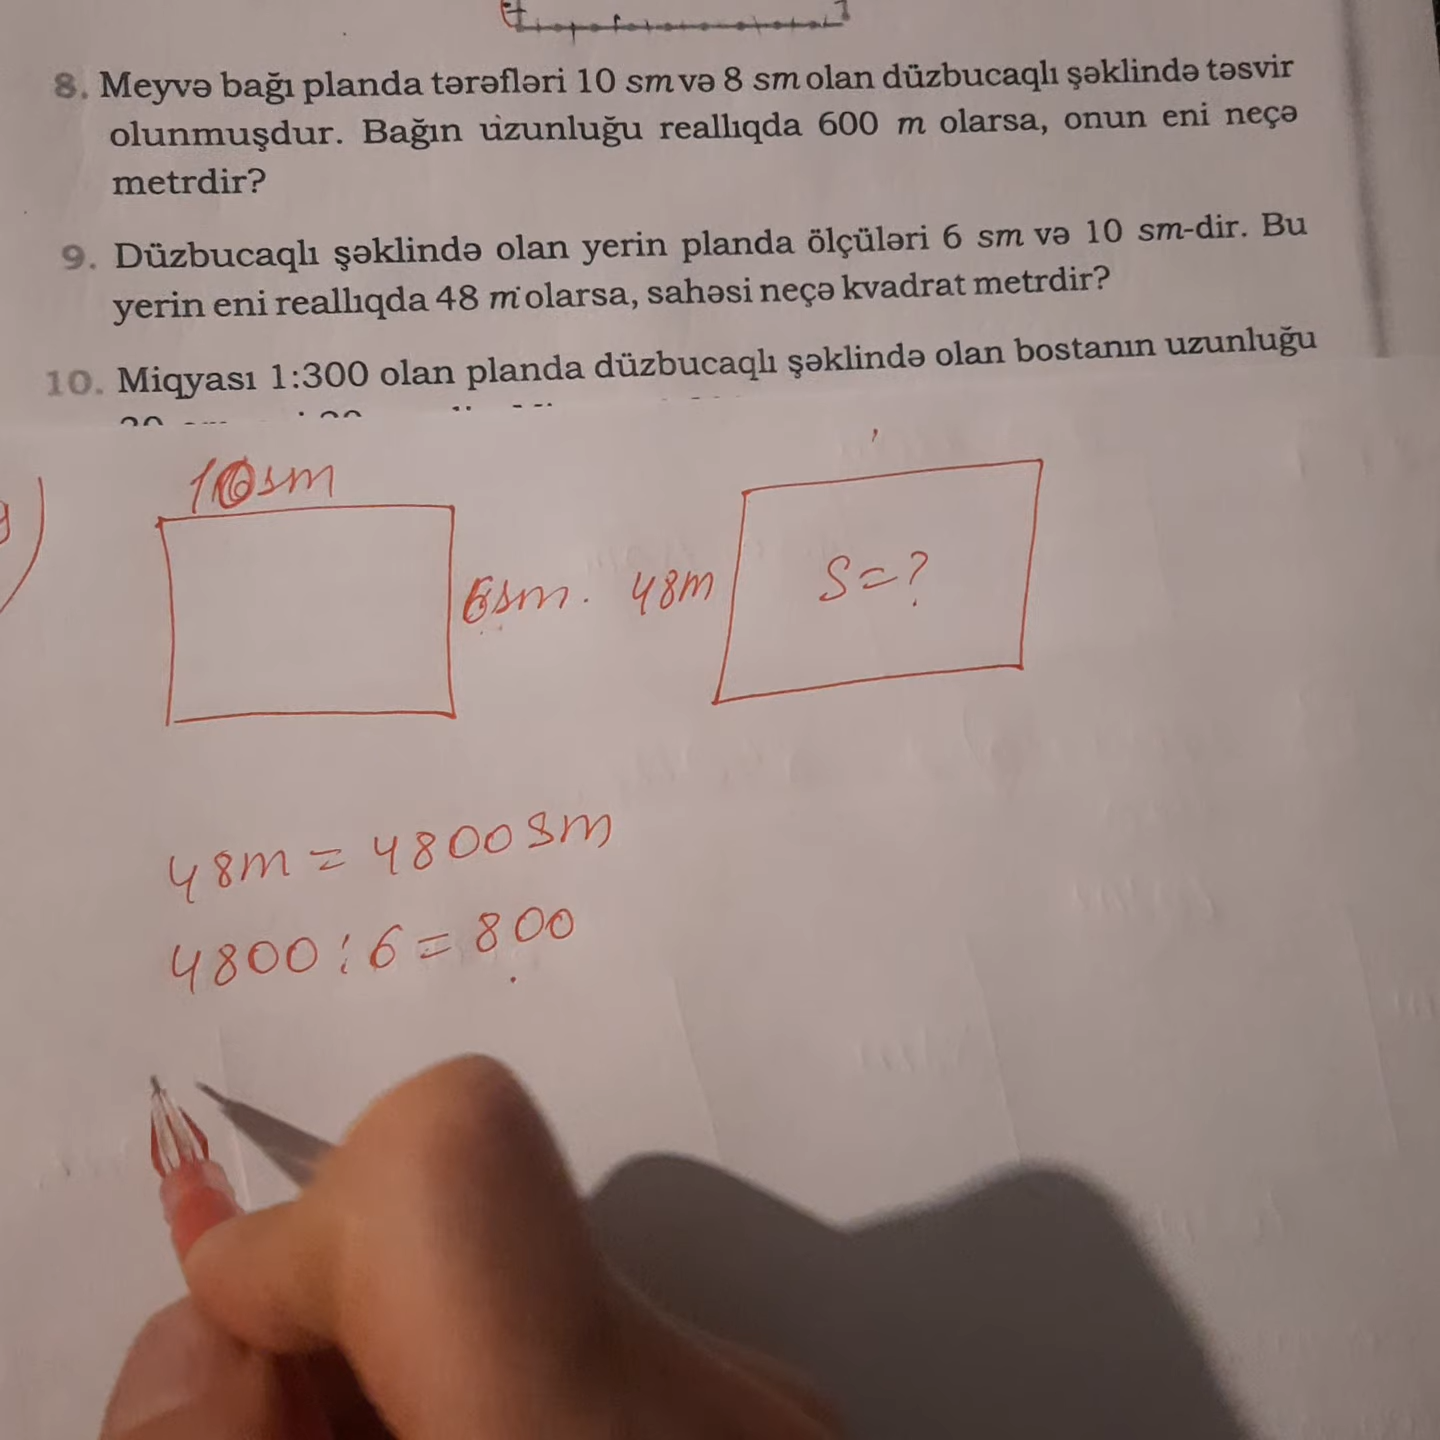 8. Meyvə bağı planda tərəfləri 10 sm və 8 sm olan düzbucaqlı şəklində təsvir
olunmuşdur. Bağın uzunluğu reallıqda 600 m olarsa, onun eni neçə
metrdir?
9. Düzbucaqlı şəklində olan yerin planda ölçüləri 6 sm və 10 sm-dir. Bu
yerin eni reallıqda 48 m olarsa, sahəsi neçə kvadrat metrdir?
10. Miqyası 1:300 olan planda düzbucaqlı şəklində olan bostanın uzunluğu
10sm
6sm. 48m S=?
48m = 4800sm
4800:6=800